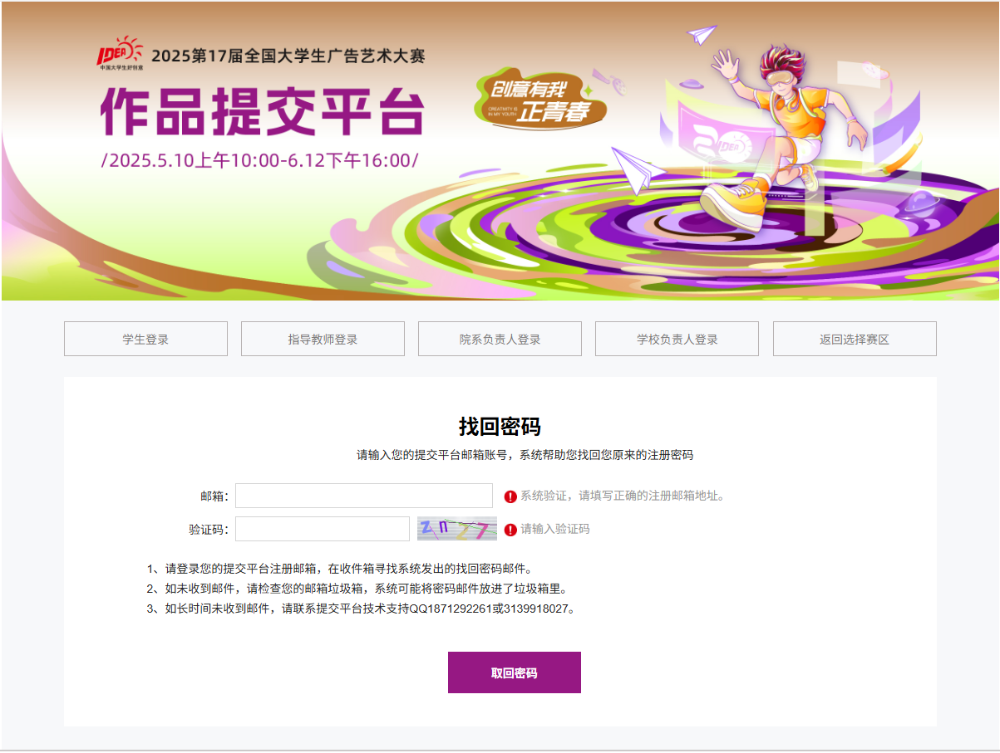 IDEA
中国大学生好创意
2025第17届全国大学生广告艺术大赛
作品提交平台
/2025.5.10上午10:00-6.12下午16:00/
创意有我
CREATIVITY IS
IN MY YOUTH
正青春
20
IDEA
学生登录
指导教师登录
院系负责人登录
学校负责人登录
返回选择赛区
找回密码
请输入您的提交平台邮箱账号，系统帮助您找回您原来的注册密码
邮箱：
系统验证，请填写正确的注册邮箱地址。
验证码：
znz7
请输入验证码
1、请登录您的提交平台注册邮箱，在收件箱寻找系统发出的找回密码邮件。
2、如未收到邮件，请检查您的邮箱垃圾箱，系统可能将密码邮件放进了垃圾箱里。
3、如长时间未收到邮件，请联系提交平台技术支持QQ1871292261或3139918027。
取回密码